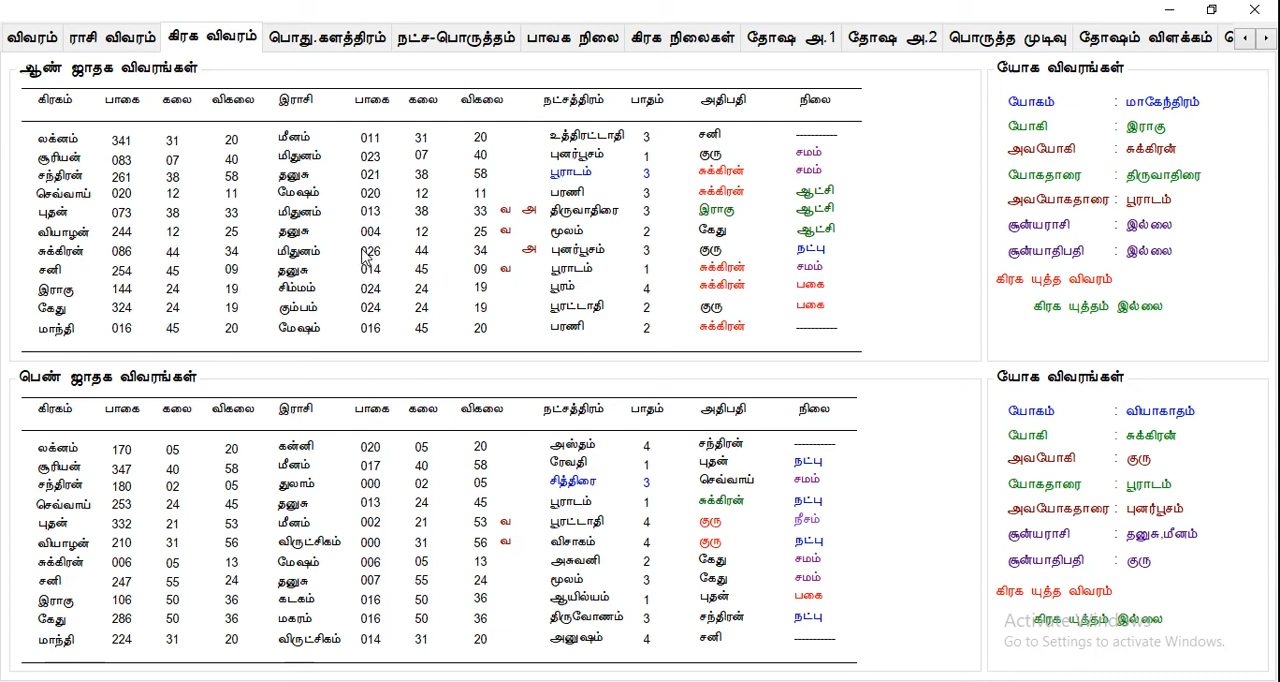 விவரம் ராசி விவரம் கிரக விவரம் பொது.களத்திரம் நட்ச-பொருத்தம் பாவக நிலை கிரக நிலைகள் தோஷ அ.1 தோஷ அ.2 பொருத்த முடிவு தோஷம் விளக்கம்
ஆண் ஜாதக விவரங்கள்
கிரகம் பாகை கலை விகலை இராசி பாகை கலை விகலை நட்சத்திரம் பாதம் அதிபதி நிலை
லக்னம் 341 31 20 மீனம் 011 31 20 உத்திரட்டாதி 3 சனி -----------
சூரியன் 083 07 40 மிதுனம் 023 07 40 புனர்பூசம் 1 குரு சமம்
சந்திரன் 261 38 58 தனுசு 021 38 58 பூராடம் 3 சுக்கிரன் சமம்
செவ்வாய் 020 12 11 மேஷம் 020 12 11 பரணி 3 சுக்கிரன் ஆட்சி
புதன் 073 38 33 மிதுனம் 013 38 33 வ அ திருவாதிரை 3 இராகு ஆட்சி
வியாழன் 244 12 25 தனுசு 004 12 25 வ மூலம் 2 கேது ஆட்சி
சுக்கிரன் 086 44 34 மிதுனம் 026 44 34 அ புனர்பூசம் 3 குரு நட்பு
சனி 254 45 09 தனுசு 014 45 09 வ பூராடம் 1 சுக்கிரன் சமம்
இராகு 144 24 19 சிம்மம் 024 24 19 பூரம் 4 சுக்கிரன் பகை
கேது 324 24 19 கும்பம் 024 24 19 பூரட்டாதி 2 குரு பகை
மாந்தி 016 45 20 மேஷம் 016 45 20 பரணி 2 சுக்கிரன் -----------
யோக விவரங்கள்
யோகம் : மாகேந்திரம்
யோகி : இராகு
அவயோகி : சுக்கிரன்
யோகதாரை : திருவாதிரை
அவயோகதாரை : பூராடம்
சூன்யராசி : இல்லை
சூன்யாதிபதி : இல்லை
கிரக யுத்த விவரம்
கிரக யுத்தம் இல்லை
பெண் ஜாதக விவரங்கள்
கிரகம் பாகை கலை விகலை இராசி பாகை கலை விகலை நட்சத்திரம் பாதம் அதிபதி நிலை
லக்னம் 170 05 20 கன்னி 020 05 20 அஸ்தம் 4 சந்திரன் -----------
சூரியன் 347 40 58 மீனம் 017 40 58 ரேவதி 1 புதன் நட்பு
சந்திரன் 180 02 05 துலாம் 000 02 05 சித்திரை 3 செவ்வாய் சமம்
செவ்வாய் 253 24 45 தனுசு 013 24 45 பூராடம் 1 சுக்கிரன் நட்பு
புதன் 332 21 53 மீனம் 002 21 53 வ பூரட்டாதி 4 குரு நீசம்
வியாழன் 210 31 56 விருட்சிகம் 000 31 56 வ விசாகம் 4 குரு நட்பு
சுக்கிரன் 006 05 13 மேஷம் 006 05 13 அசுவனி 2 கேது சமம்
சனி 247 55 24 தனுசு 007 55 24 மூலம் 3 கேது சமம்
இராகு 106 50 36 கடகம் 016 50 36 ஆயில்யம் 1 புதன் பகை
கேது 286 50 36 மகரம் 016 50 36 திருவோணம் 3 சந்திரன் நட்பு
மாந்தி 224 31 20 விருட்சிகம் 014 31 20 அனுஷம் 4 சனி -----------
யோக விவரங்கள்
யோகம் : வியாகாதம்
யோகி : சுக்கிரன்
அவயோகி : குரு
யோகதாரை : பூராடம்
அவயோகதாரை : புனர்பூசம்
சூன்யராசி : தனுசு,மீனம்
சூன்யாதிபதி : குரு
கிரக யுத்த விவரம்
கிரக யுத்தம் இல்லை
Activate Windows
Go to Settings to activate Windows.